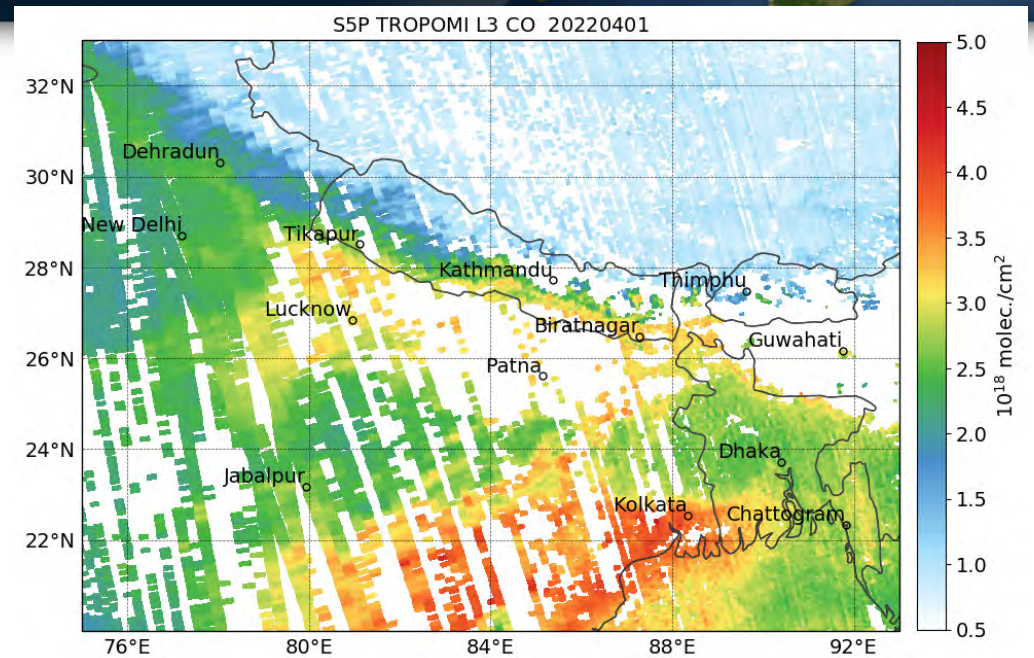 S5P TROPOMI L3 CO 20220401
32°N
30°N
28°N
26°N
24°N
22°N
76°E
80°E
84°E
88°E
92°E
Dehradun
New Delhi
Tikapur
Kathmandu
Thimphu
Lucknow
Biratnagar
Guwahati
Patna
Dhaka
Jabalpur
Kolkata
Chattogram
5.0
4.5
4.0
3.5
3.0
2.5
2.0
1.5
1.0
0.5
10¹⁸ molec./cm²